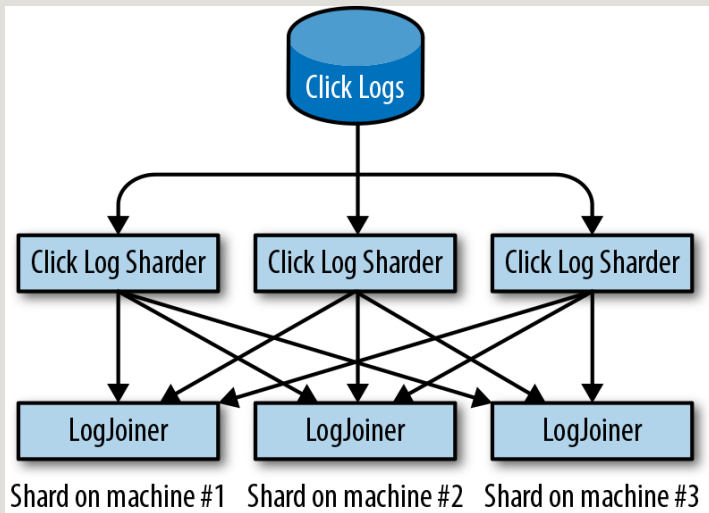 Click Logs
Click Log Sharder
Click Log Sharder
Click Log Sharder
LogJoiner
LogJoiner
LogJoiner
Shard on machine #1
Shard on machine #2
Shard on machine #3